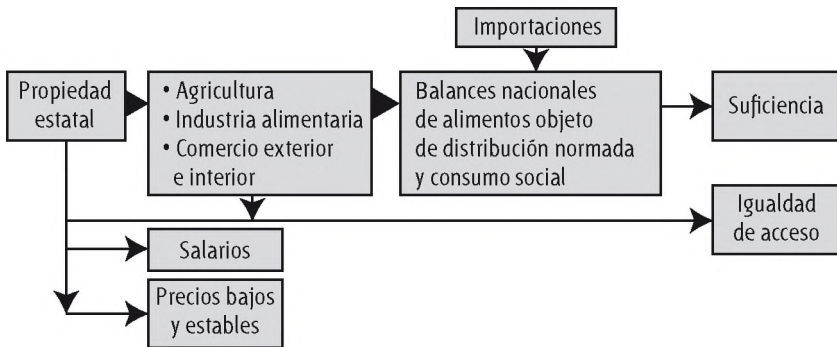 Importaciones
Propiedad
estatal
• Agricultura
• Industria alimentaria
• Comercio exterior
e interior
Balances nacionales
de alimentos objeto
de distribución normada
y consumo social
Suficiencia
Igualdad
de acceso
Salarios
Precios bajos
y estables